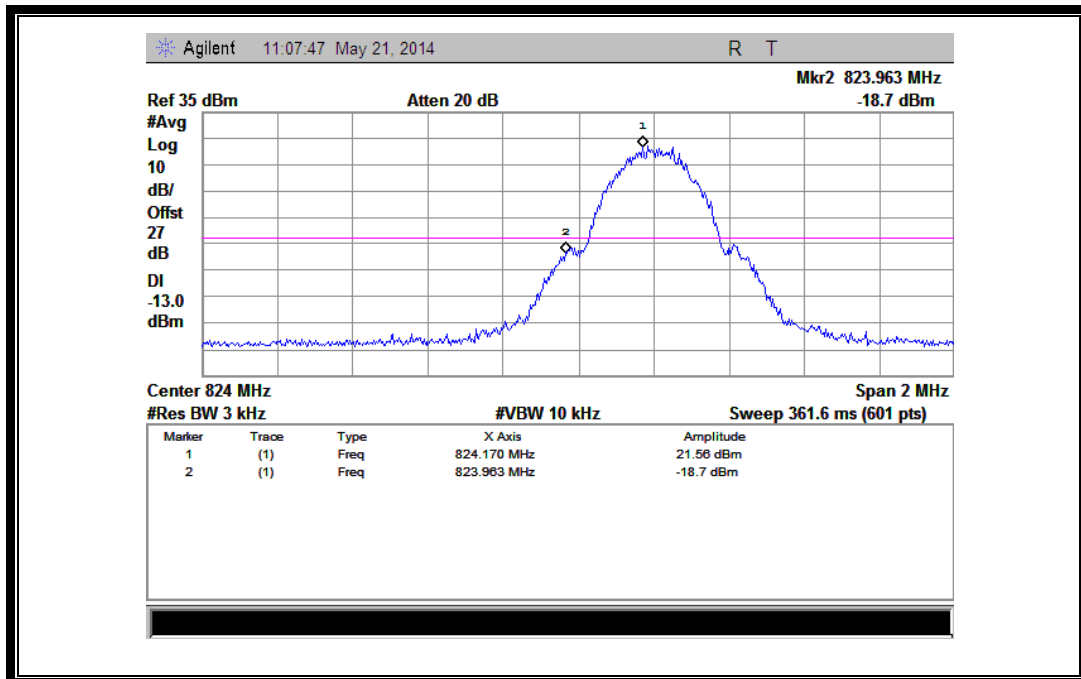 Agilent 11:07:47 May 21, 2014 R T
Mkr2 823.963 MHz
Ref 35 dBm Atten 20 dB -18.7 dBm
#Avg
Log
10
dB/
Offst
27
dB
DI
-13.0
dBm
1
2
Center 824 MHz Span 2 MHz
#Res BW 3 kHz #VBW 10 kHz Sweep 361.6 ms (601 pts)
Marker Trace Type X Axis Amplitude
1 (1) Freq 824.170 MHz 21.56 dBm
2 (1) Freq 823.963 MHz -18.7 dBm